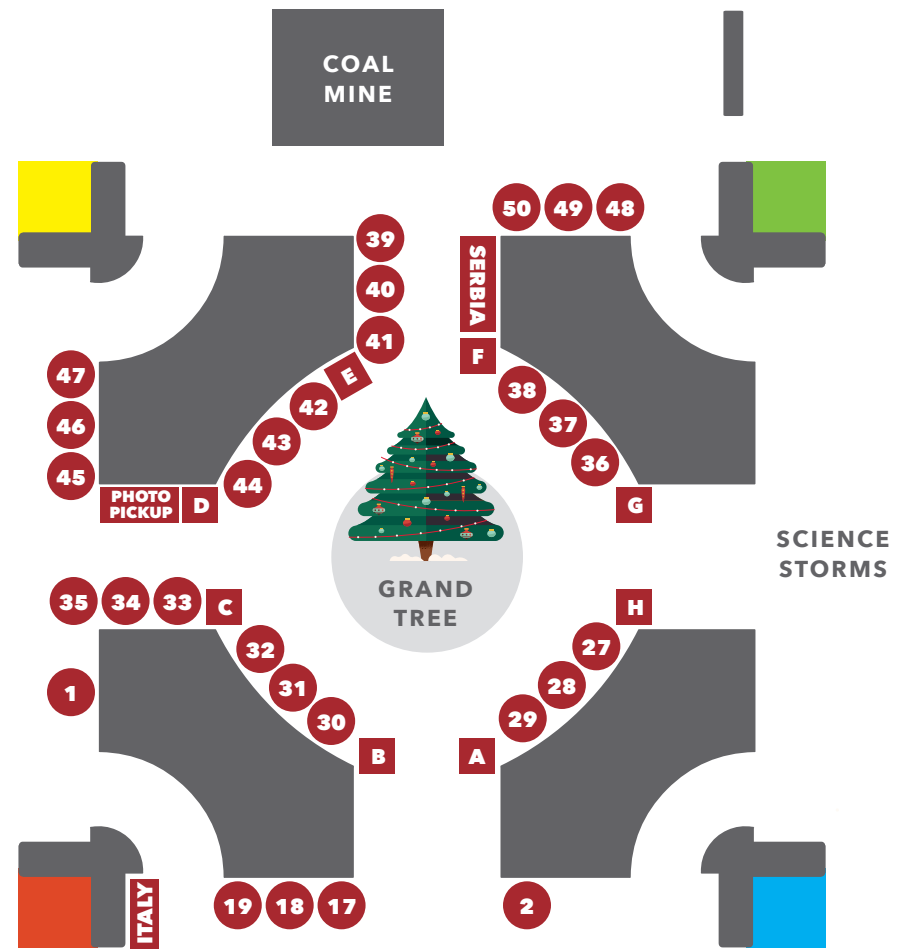 COAL
MINE
50 49 48
39
SERBIA
40
41
F
E
47
38
42
37
46
43
36
45
44
PHOTO
PICKUP
D
G
SCIENCE
STORMS
GRAND
TREE
35 34 33 C
H
32
27
31
28
1
30
29
B
A
ITALY
19 18 17
2